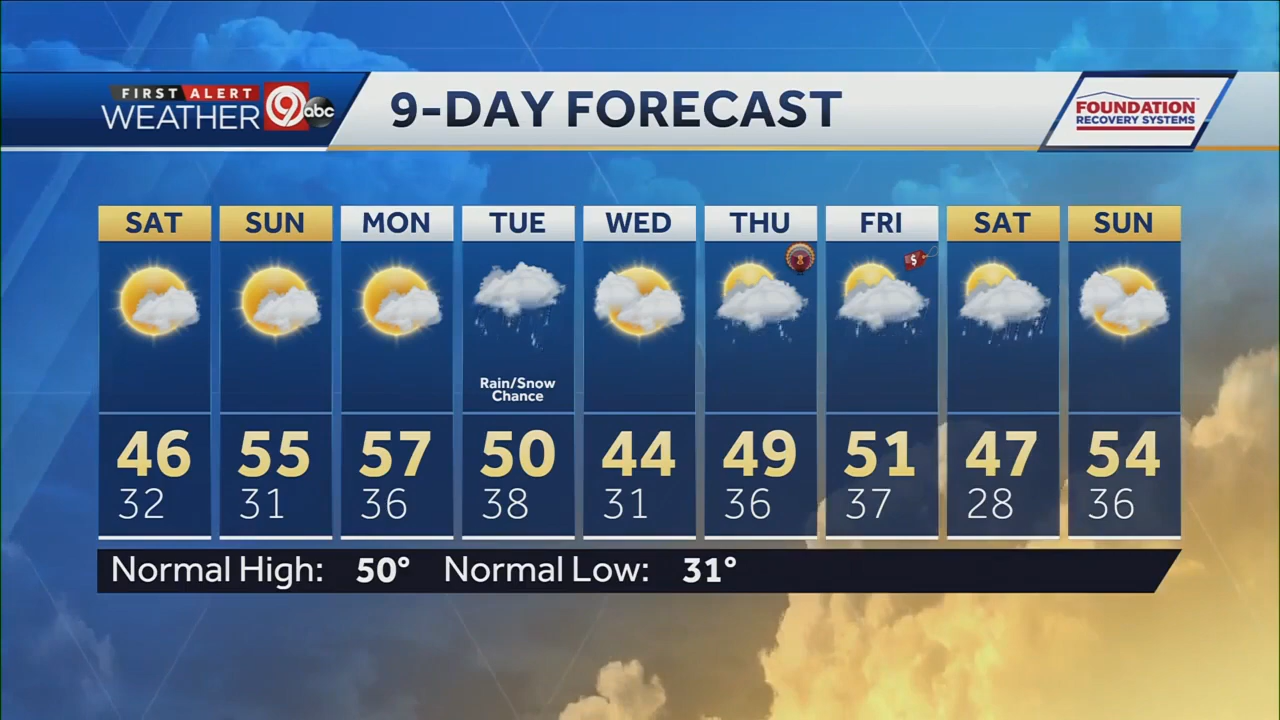 FIRST ALERT
WEATHER 9 abc
9-DAY FORECAST
FOUNDATION
RECOVERY SYSTEMS
SAT SUN MON TUE WED THU FRI SAT SUN
$
Rain/Snow
Chance
46 55 57 50 44 49 51 47 54
32 31 36 38 31 36 37 28 36
Normal High: 50° Normal Low: 31°